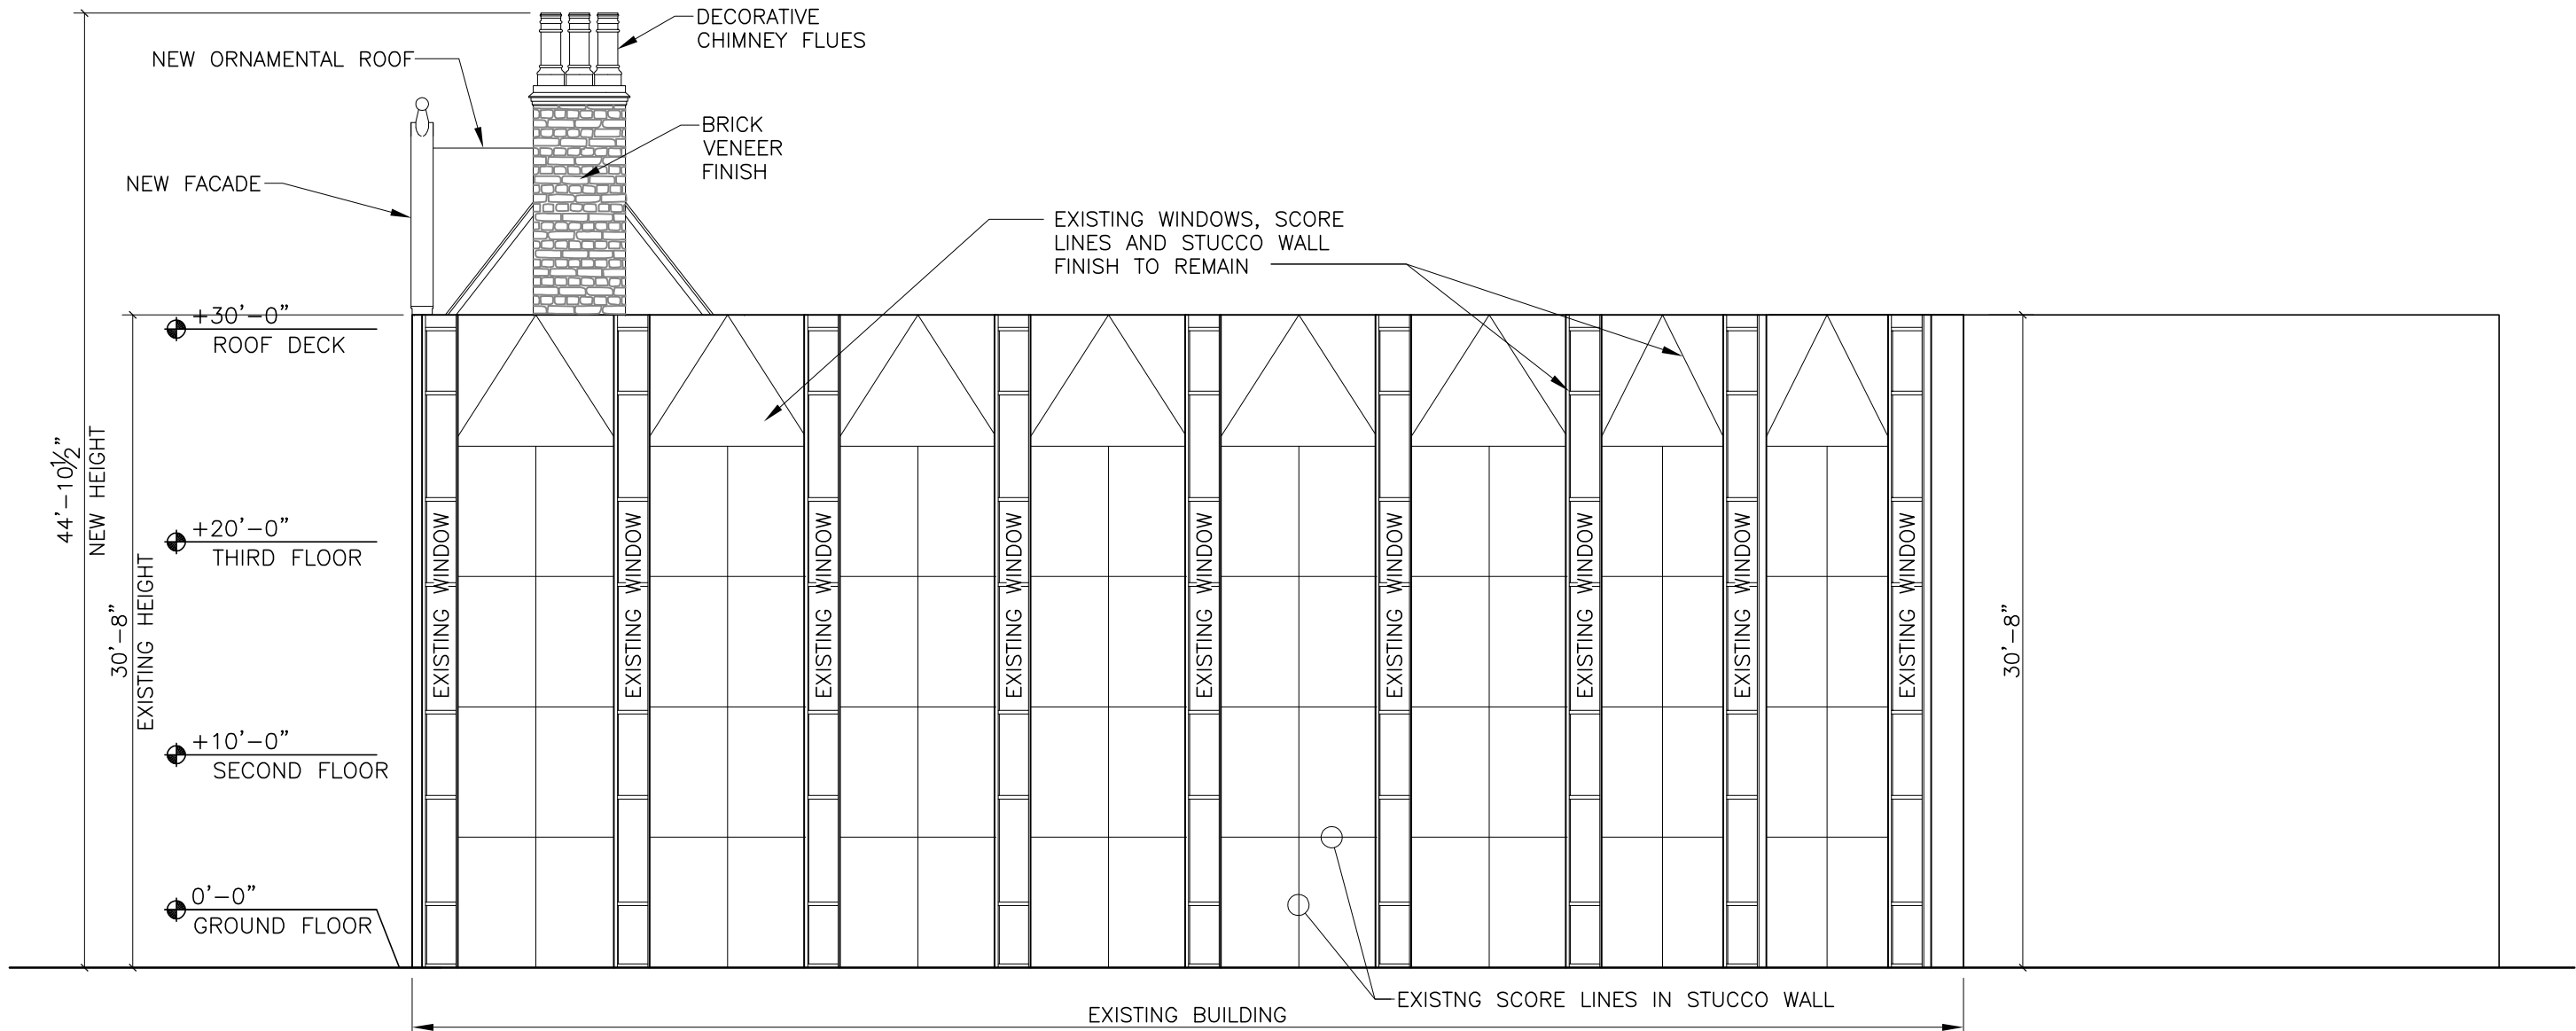 DECORATIVE
CHIMNEY FLUES
NEW ORNAMENTAL ROOF
BRICK
VENEER
FINISH
NEW FACADE
EXISTING WINDOWS, SCORE
LINES AND STUCCO WALL
FINISH TO REMAIN
+30'-0"
ROOF DECK
44'-10½"
NEW HEIGHT
+20'-0"
THIRD FLOOR
30'-8"
EXISTING HEIGHT
+10'-0"
SECOND FLOOR
0'-0"
GROUND FLOOR
EXISTING WINDOW
EXISTING WINDOW
EXISTING WINDOW
EXISTING WINDOW
EXISTING WINDOW
EXISTING WINDOW
EXISTING WINDOW
EXISTING WINDOW
EXISTING WINDOW
30'-8"
EXISTNG SCORE LINES IN STUCCO WALL
EXISTING BUILDING